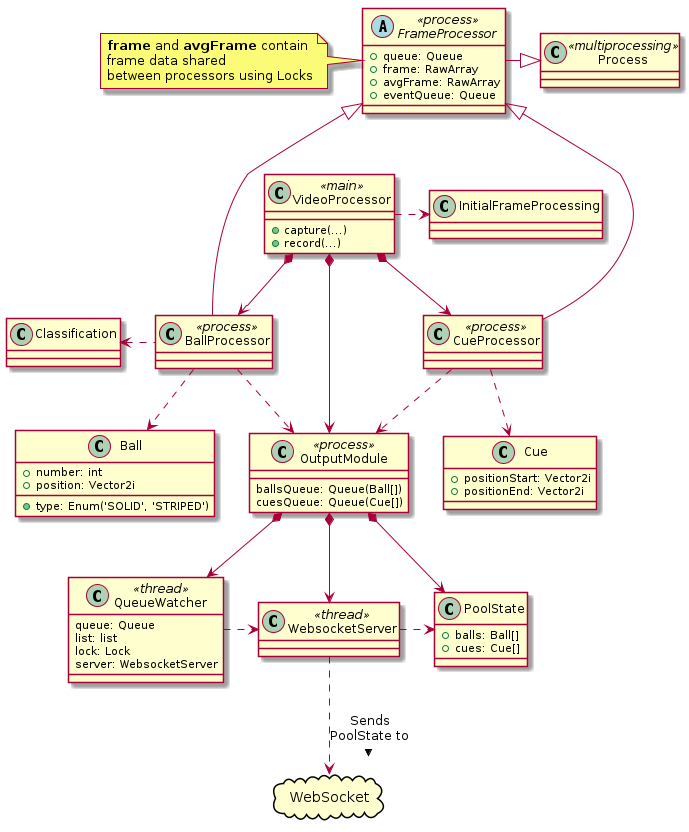 «process»
A
FrameProcessor
queue: Queue
frame: RawArray
avgFrame: RawArray
eventQueue: Queue
frame and avgFrame contain
frame data shared
between processors using Locks
C
«multiprocessing»
Process
«main»
C
VideoProcessor
capture(...)
record(...)
C
InitialFrameProcessing
C
Classification
«process»
C
BallProcessor
«process»
C
CueProcessor
C
Ball
number: int
position: Vector2i
type: Enum('SOLID', 'STRIPED')
«process»
C
OutputModule
ballsQueue: Queue(Ball[])
cuesQueue: Queue(Cue[])
C
Cue
positionStart: Vector2i
positionEnd: Vector2i
«thread»
C
QueueWatcher
queue: Queue
list: list
lock: Lock
server: WebsocketServer
«thread»
C
WebsocketServer
C
PoolState
balls: Ball[]
cues: Cue[]
Sends
PoolState to
WebSocket